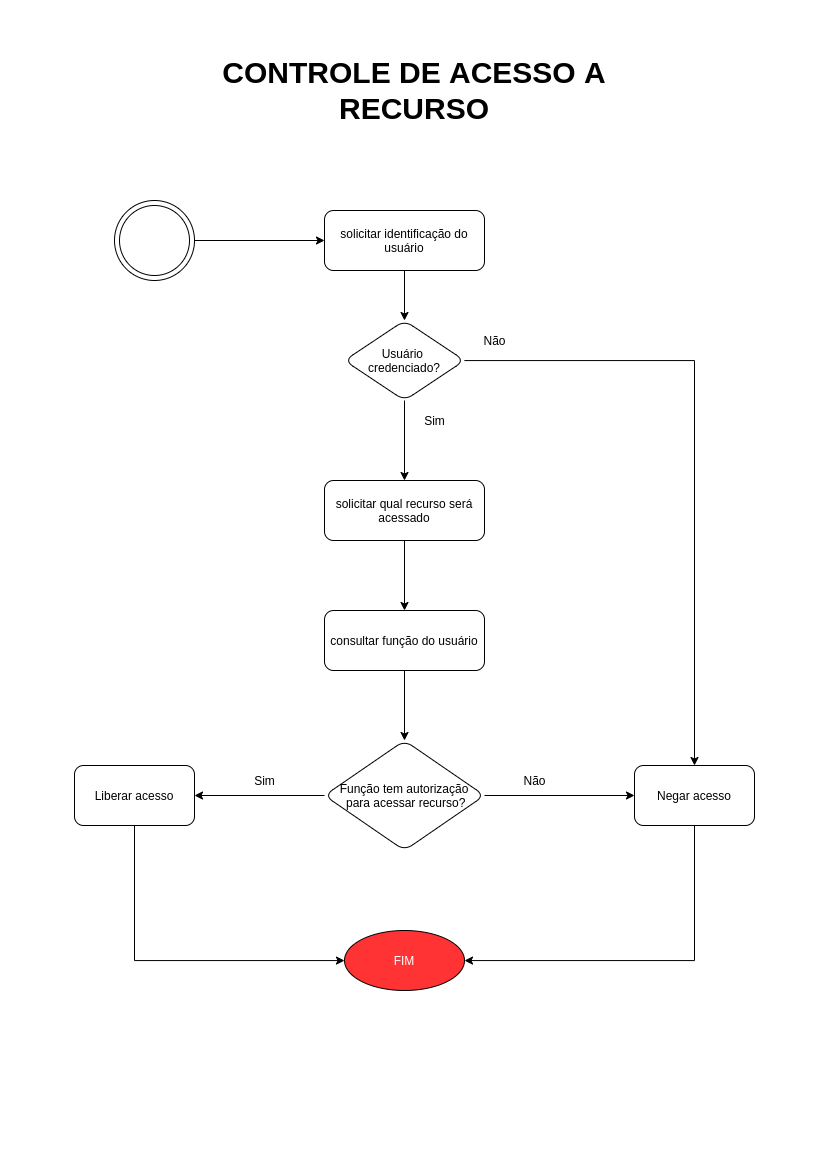 CONTROLE DE ACESSO A
RECURSO
solicitar identificação do
usuário
Usuário
credenciado?
Não
Sim
solicitar qual recurso será
acessado
consultar função do usuário
Liberar acesso
Sim
Função tem autorização
para acessar recurso?
Não
Negar acesso
FIM